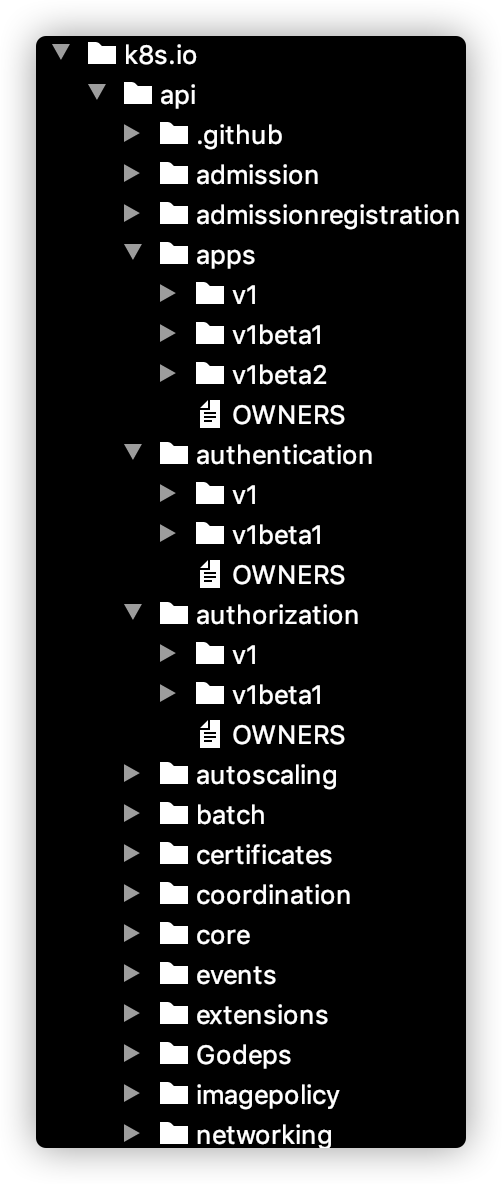 k8s.io
api
.github
admission
admissionregistration
apps
v1
v1beta1
v1beta2
OWNERS
authentication
v1
v1beta1
OWNERS
authorization
v1
v1beta1
OWNERS
autoscaling
batch
certificates
coordination
core
events
extensions
Godeps
imagepolicy
networking